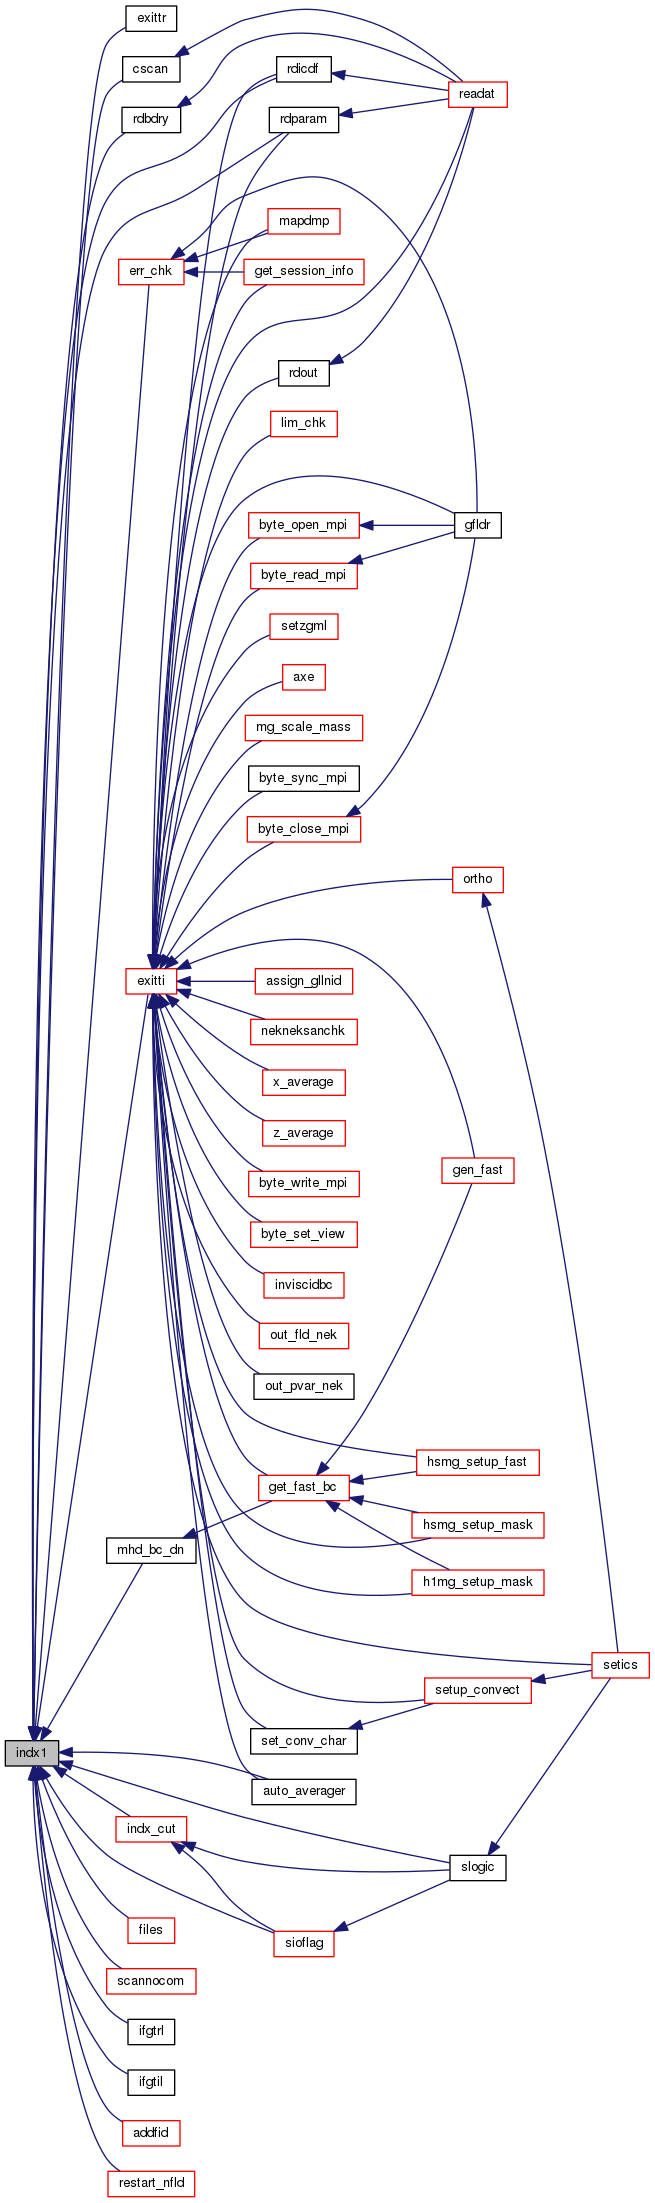 exittr
cscan
rdicdf
readat
rdbdry
rdparam
mapdmp
err_chk
get_session_info
rdout
lim_chk
byte_open_mpi
gfldr
byte_read_mpi
setzgml
axe
mg_scale_mass
byte_sync_mpi
byte_close_mpi
ortho
exitti
assign_gllnid
nekneksanchk
x_average
z_average
gen_fast
byte_write_mpi
byte_set_view
inviscidbc
out_fld_nek
out_pvar_nek
hsmg_setup_fast
get_fast_bc
hsmg_setup_mask
mhd_bc_dn
h1mg_setup_mask
setics
setup_convect
set_conv_char
indx1
auto_averager
indx_cut
slogic
files
sioflag
scannocom
ifgtrl
ifgtil
addfid
restart_nfld